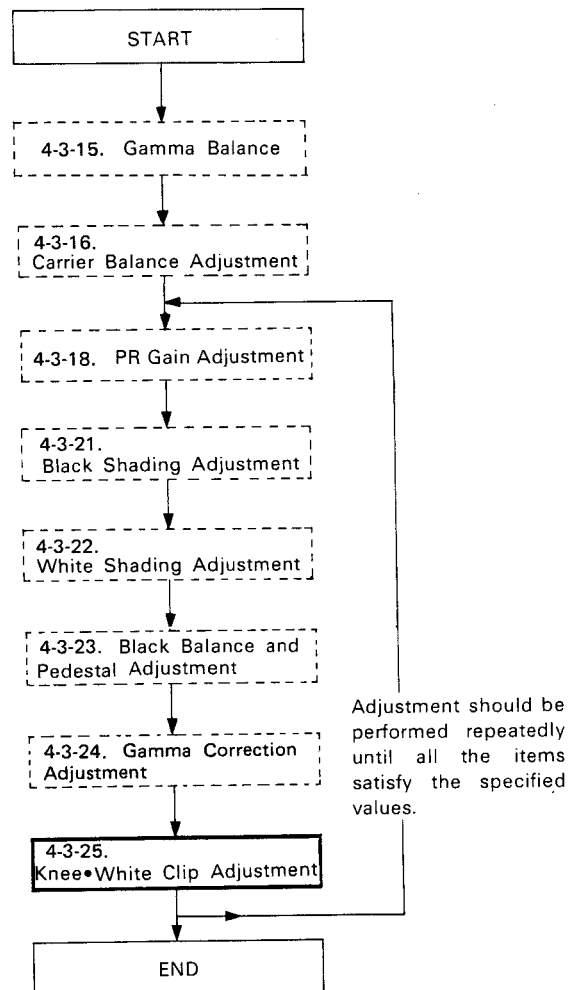 START
4-3-15. Gamma Balance
4-3-16.
Carrier Balance Adjustment
4-3-18. PR Gain Adjustment
4-3-21.
Black Shading Adjustment
4-3-22.
White Shading Adjustment
4-3-23. Black Balance and
Pedestal Adjustment
4-3-24. Gamma Correction
Adjustment
4-3-25.
Knee•White Clip Adjustment
Adjustment should be
performed repeatedly
until all the items
satisfy the specified
values.
END